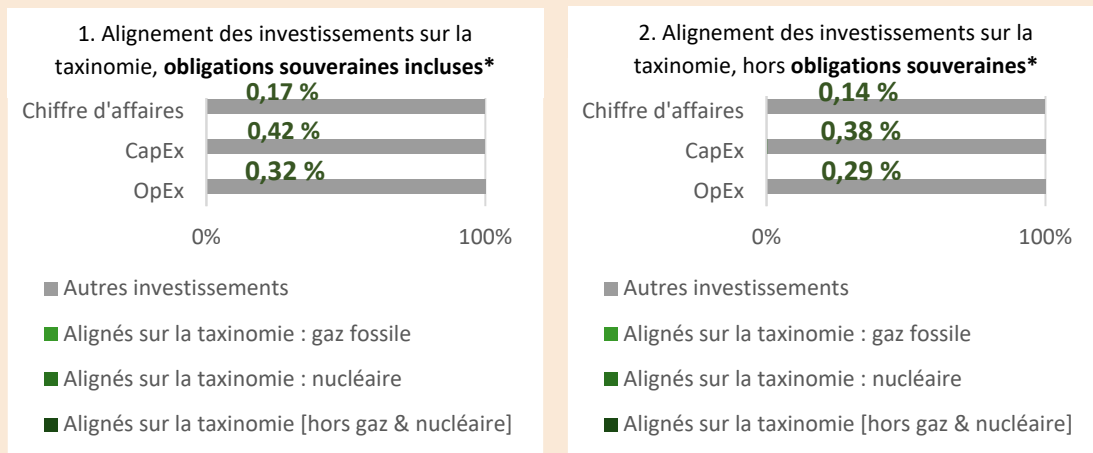 1. Alignement des investissements sur la
taxinomie, obligations souveraines incluses*
0,17 %
Chiffre d'affaires
0,42 %
CapEx
0,32 %
OpEx
0%
100%
Autres investissements
Alignés sur la taxinomie : gaz fossile
Alignés sur la taxinomie : nucléaire
Alignés sur la taxinomie [hors gaz & nucléaire]
2. Alignement des investissements sur la
taxinomie, hors obligations souveraines*
0,14 %
Chiffre d'affaires
0,38 %
CapEx
0,29 %
OpEx
0%
100%
Autres investissements
Alignés sur la taxinomie : gaz fossile
Alignés sur la taxinomie : nucléaire
Alignés sur la taxinomie [hors gaz & nucléaire]